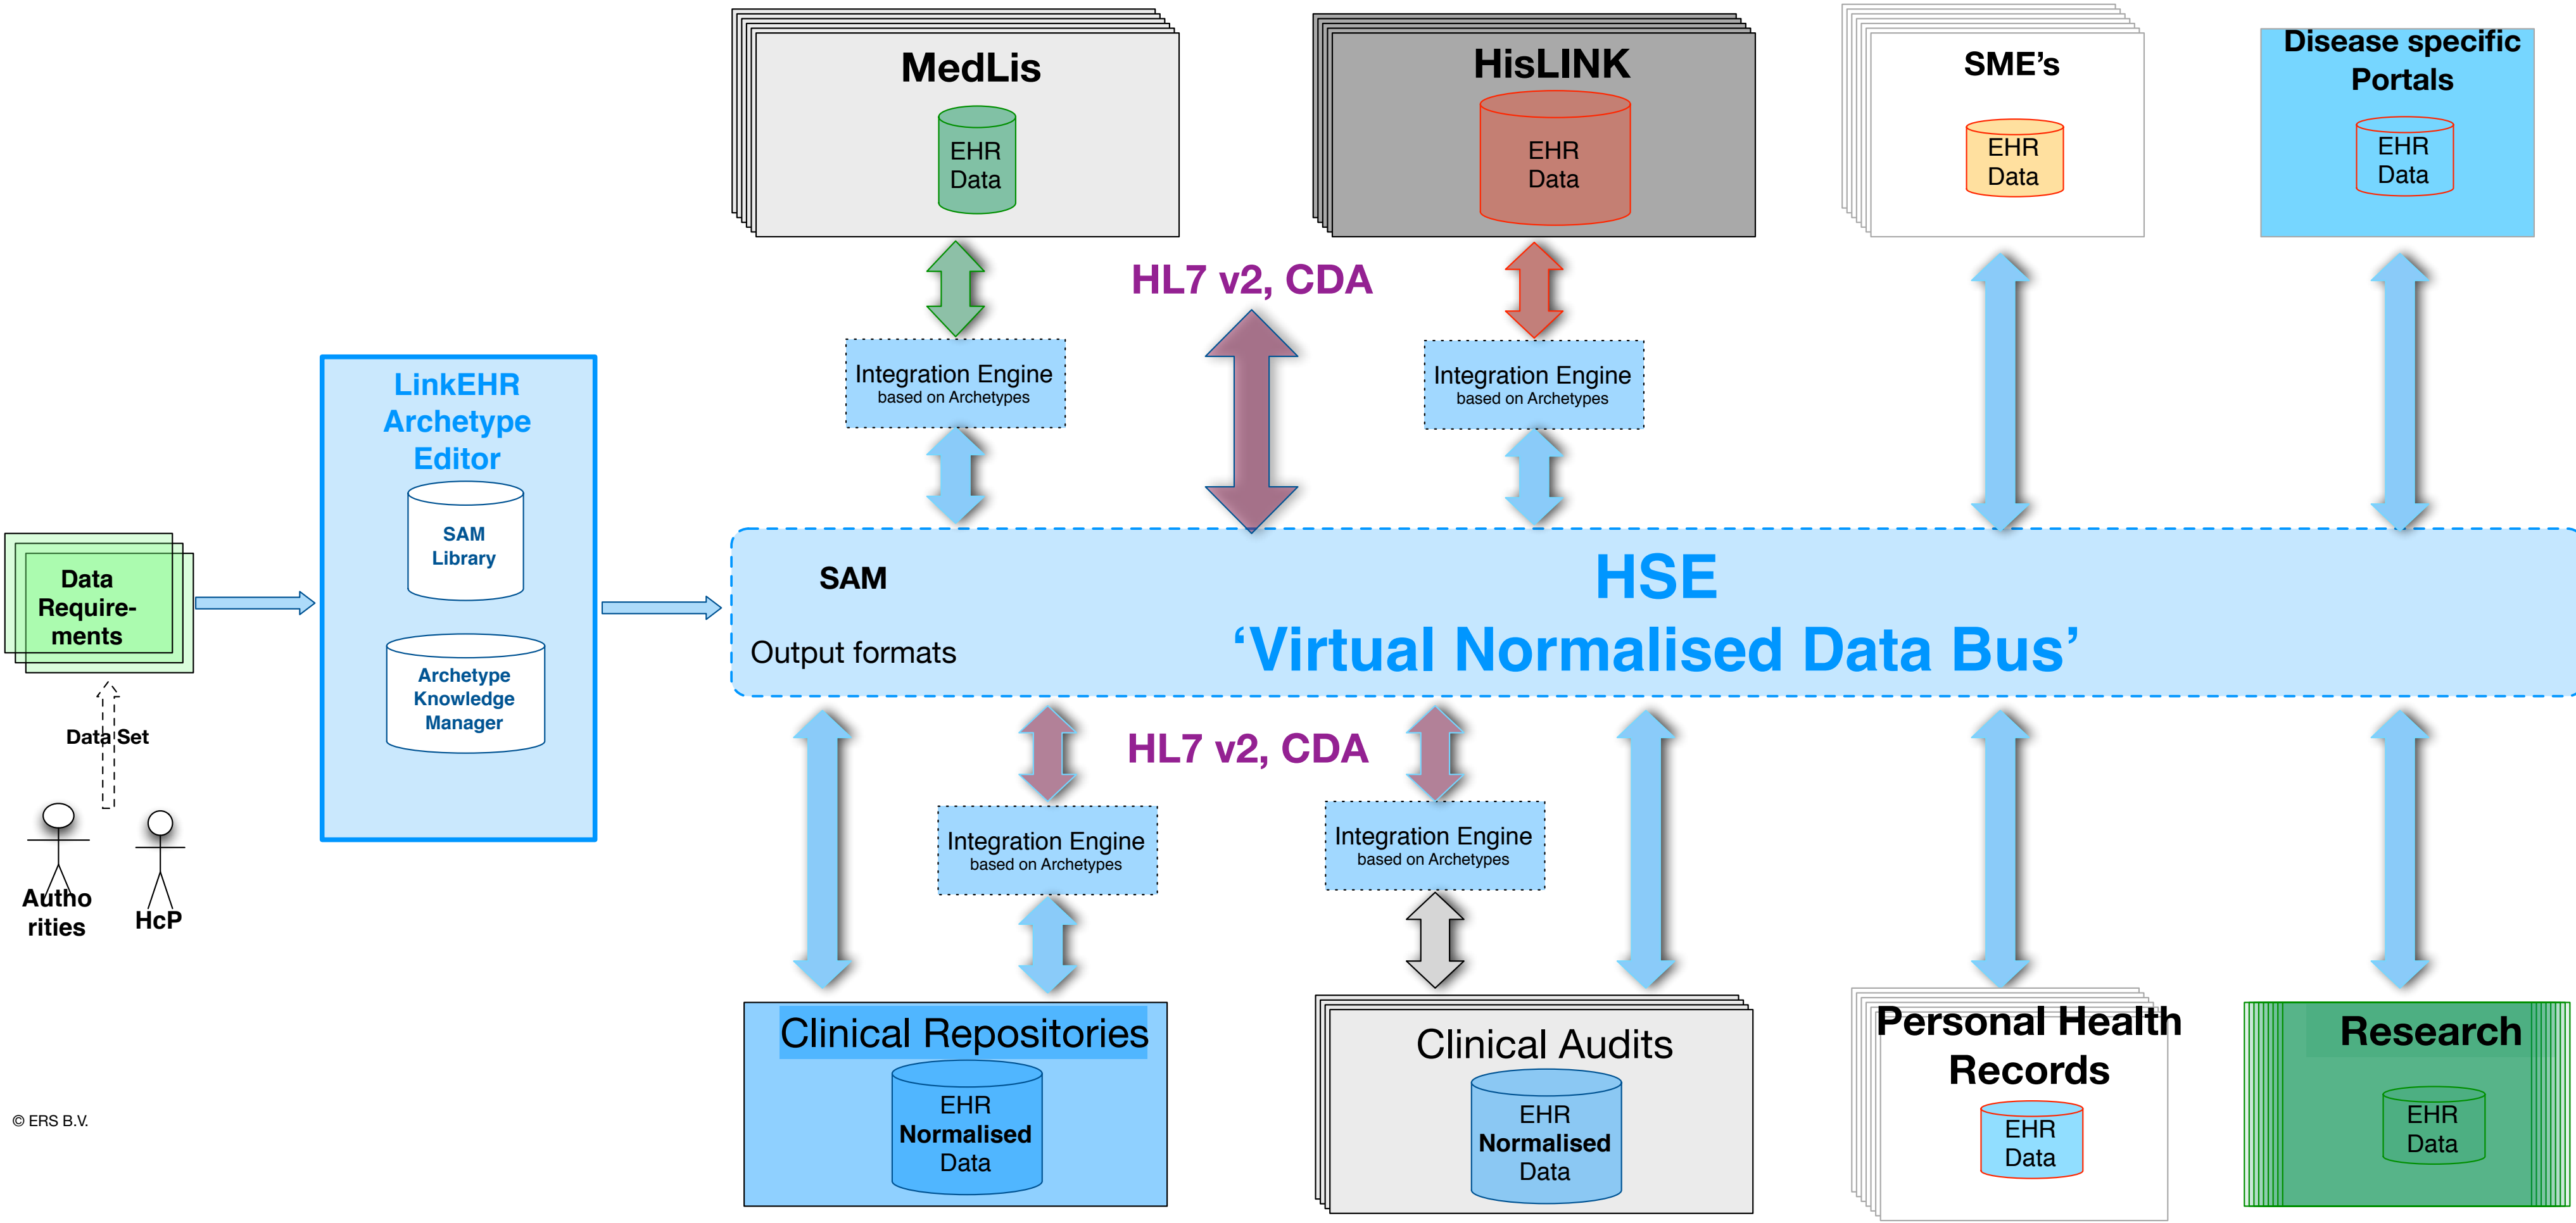 MedLis
EHR
Data
HisLINK
EHR
Data
SME's
EHR
Data
Disease specific
Portals
EHR
Data
HL7 v2, CDA
Integration Engine
based on Archetypes
Integration Engine
based on Archetypes
LinkEHR
Archetype
Editor
SAM
Library
Archetype
Knowledge
Manager
Data
Require-
ments
Data Set
Autho
rities
HcP
SAM
Output formats
HSE
‘Virtual Normalised Data Bus’
HL7 v2, CDA
Integration Engine
based on Archetypes
Integration Engine
based on Archetypes
Clinical Repositories
EHR
Normalised
Data
Clinical Audits
EHR
Normalised
Data
Personal Health
Records
EHR
Data
Research
EHR
Data
© ERS B.V.